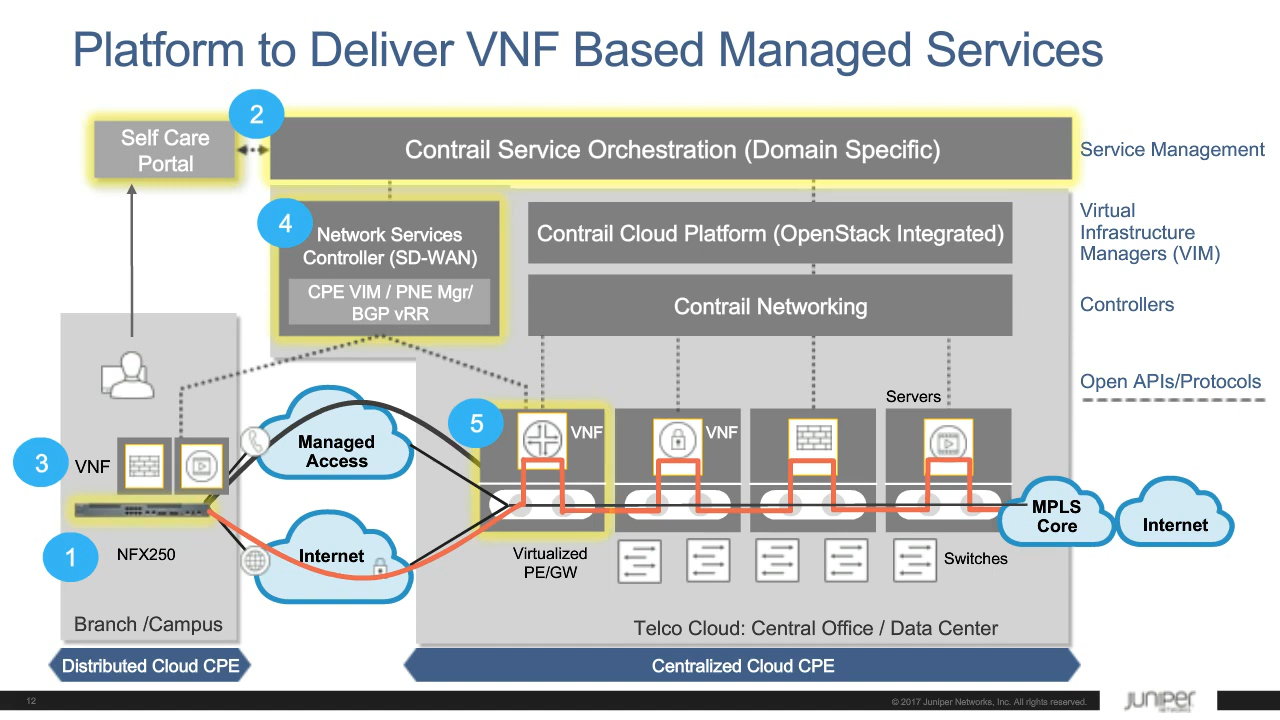 Platform to Deliver VNF Based Managed Services
2
Self Care
Portal
Contrail Service Orchestration (Domain Specific)
Service Management
4
Network Services
Controller (SD-WAN)
CPE VIM / PNE Mgr/
BGP vRR
Contrail Cloud Platform (OpenStack Integrated)
Virtual
Infrastructure
Managers (VIM)
Contrail Networking
Controllers
Open APIs/Protocols
Servers
3
VNF
Managed
Access
5
VNF
VNF
1
NFX250
Internet
Virtualized
PE/GW
Switches
MPLS
Core
Internet
Branch /Campus
Telco Cloud: Central Office / Data Center
Distributed Cloud CPE
Centralized Cloud CPE
12
© 2017 Juniper Networks, Inc. All rights reserved.
JUNIPER
NETWORKS